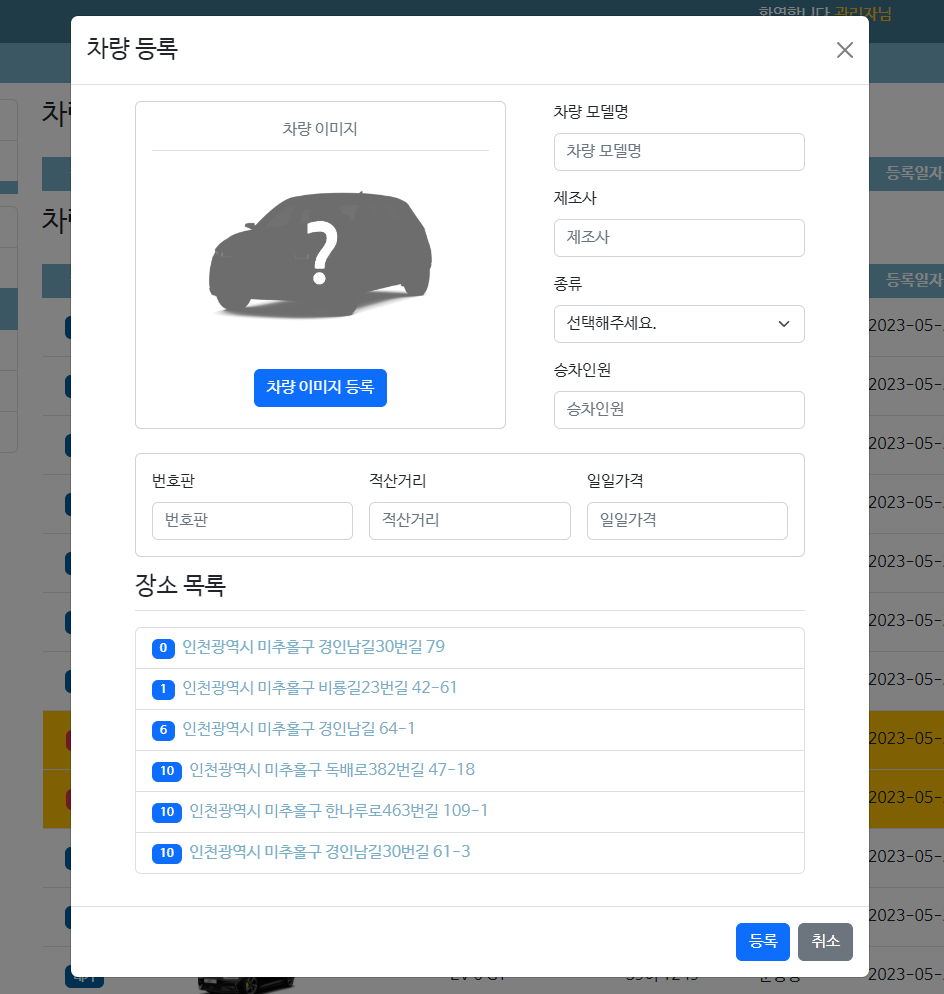 환영합니다 관리자님
차량 등록
차량 이미지
?
차량 이미지 등록
차량 모델명
차량 모델명
제조사
제조사
종류
선택해주세요.
승차인원
승차인원
번호판 적산거리 일일가격
번호판 적산거리 일일가격
장소 목록
0 인천광역시 미추홀구 경인남길30번길 79
1 인천광역시 미추홀구 비룡길23번길 42-61
6 인천광역시 미추홀구 경인남길 64-1
10 인천광역시 미추홀구 독배로382번길 47-18
10 인천광역시 미추홀구 한나루로463번길 109-1
10 인천광역시 미추홀구 경인남길30번길 61-3
등록 취소
등록일자
등록일자
2023-05-
2023-05-
2023-05-
2023-05-
2023-05-
2023-05-
2023-05-
2023-05-
2023-05-
2023-05-
2023-05-
2023-05-